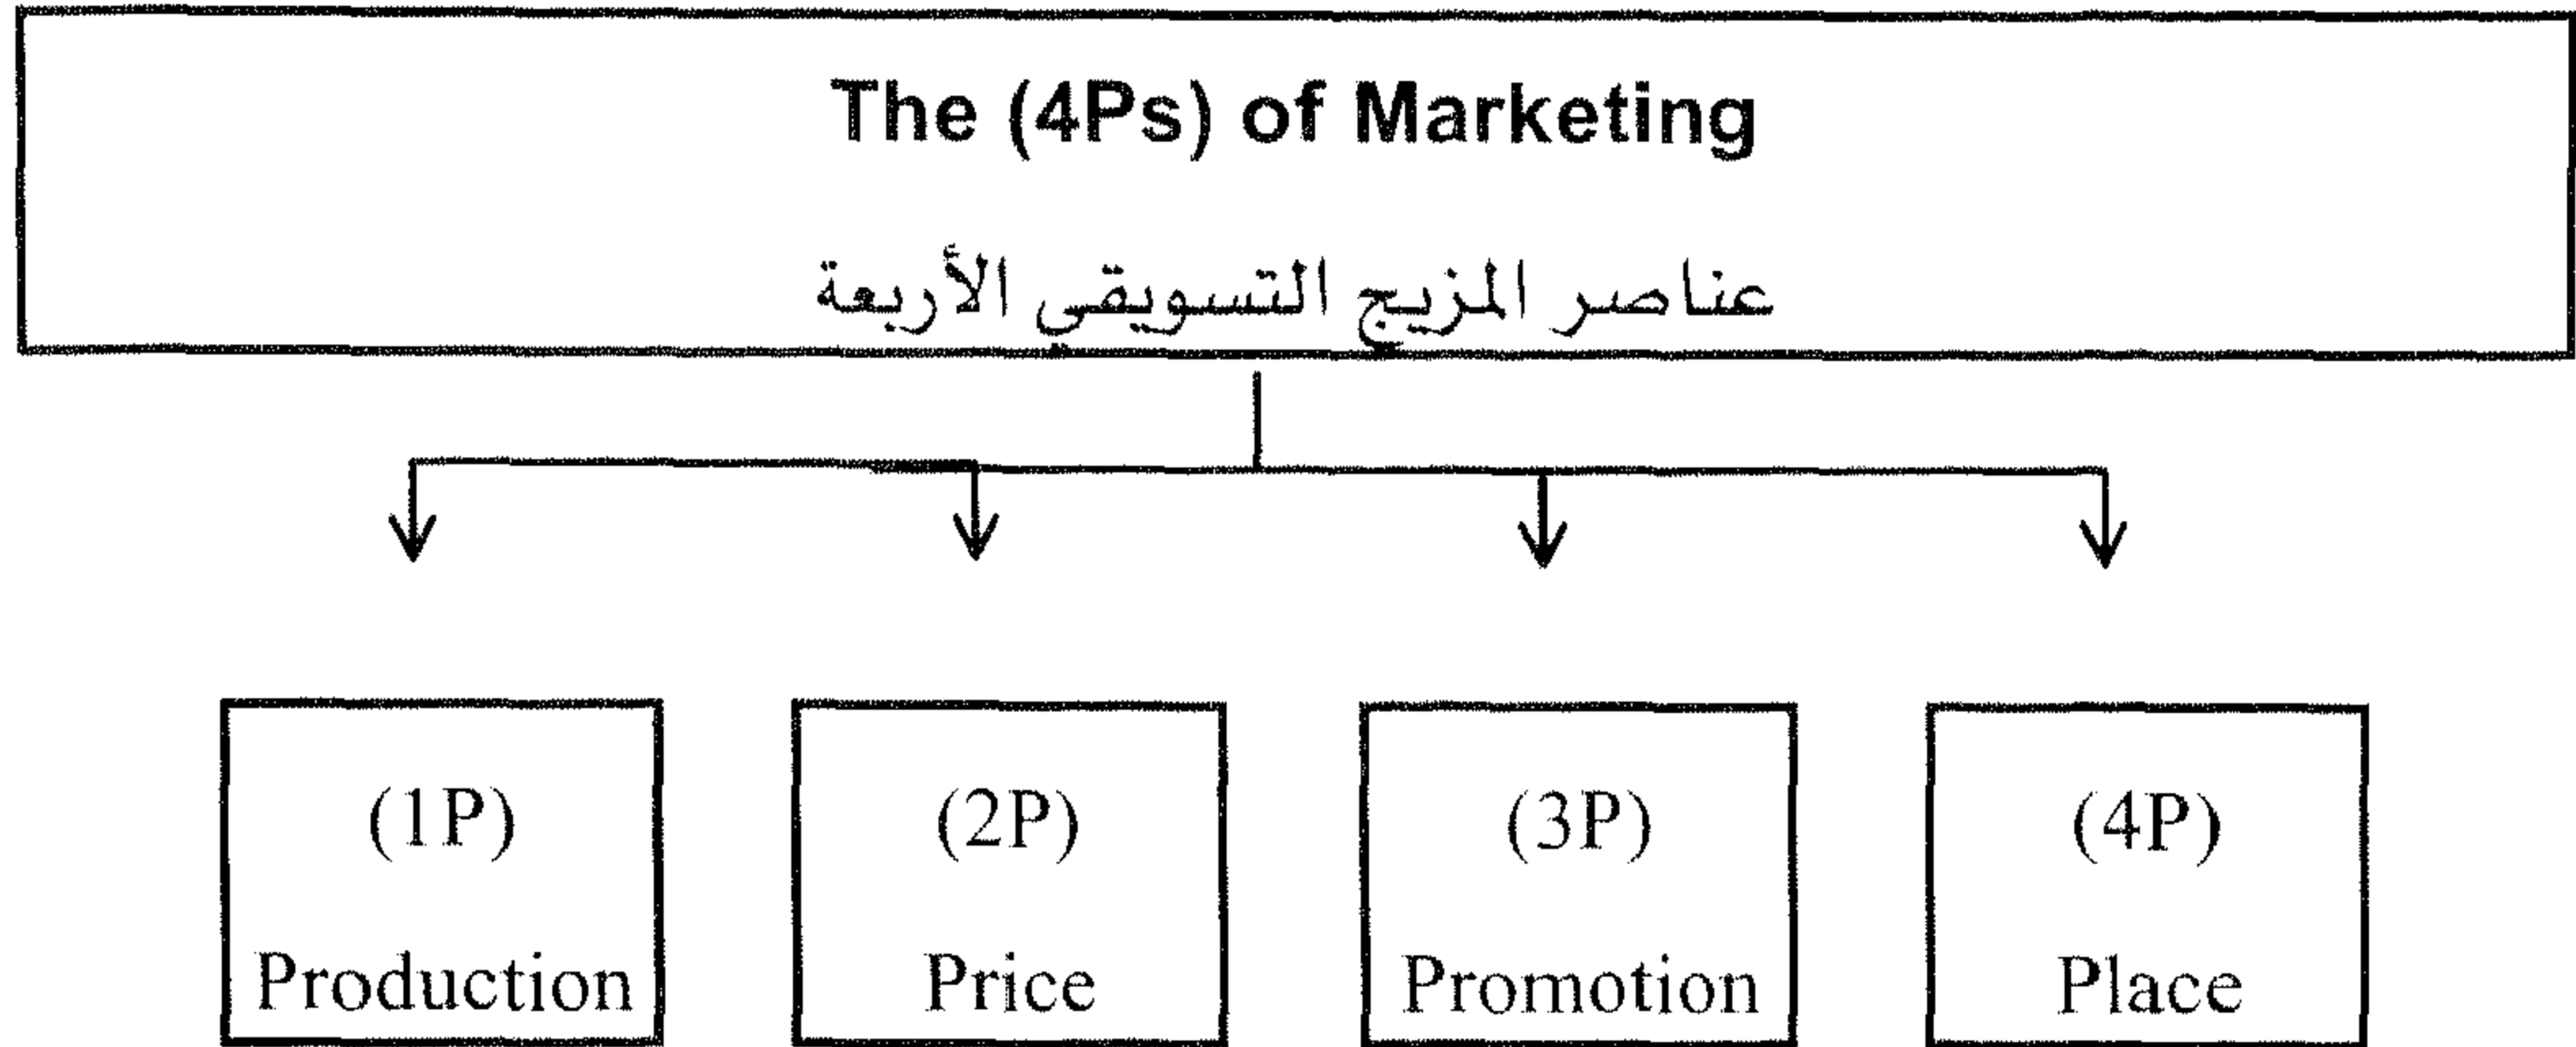 The (4Ps) of Marketing
عناصر المزيج التسويقي الأربعة
(1P)
Production
(2P)
Price
(3P)
Promotion
(4P)
Place